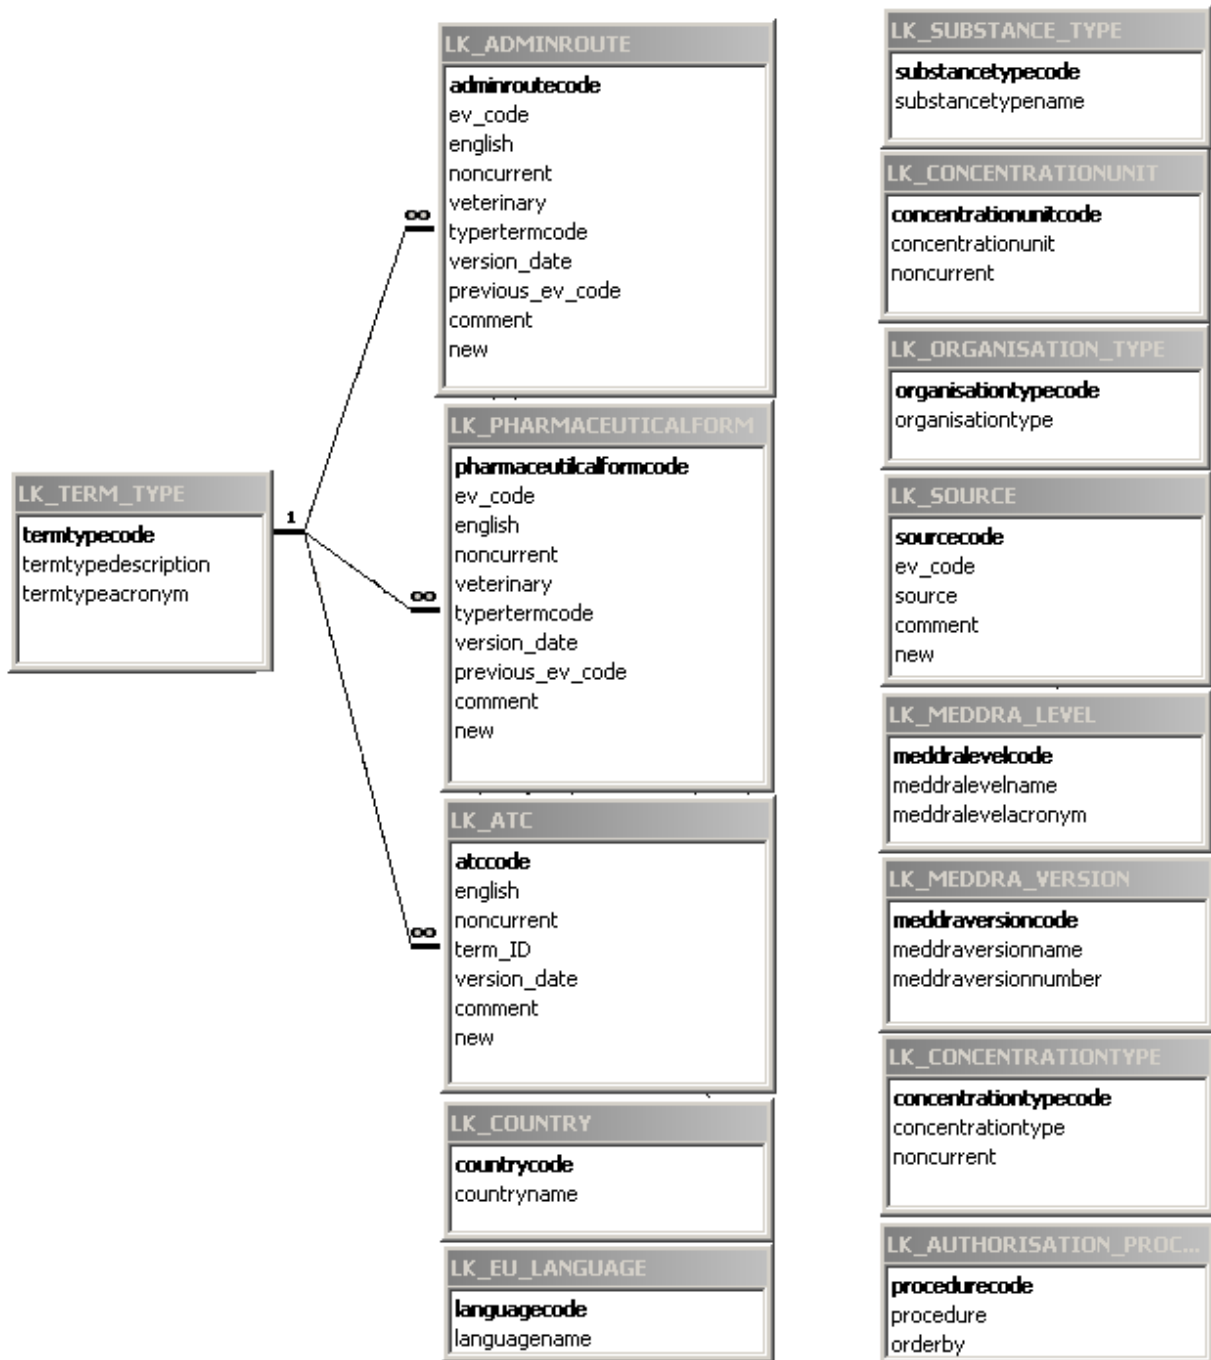 LK_TERM_TYPE
termtypecode
termtypedescription
termtypeacronym
1
LK_ADMINROUTE
adminroutecode
ev_code
english
noncurrent
veterinary
typertermcode
version_date
previous_ev_code
comment
new
∞
LK_PHARMACEUTICALFORM
pharmaceutilcalformcode
ev_code
english
noncurrent
veterinary
typertermcode
version_date
previous_ev_code
comment
new
∞
LK_ATC
atccode
english
noncurrent
term_ID
version_date
comment
new
∞
LK_COUNTRY
countrycode
countryname
LK_EU_LANGUAGE
languagecode
languagename
LK_SUBSTANCE_TYPE
substancetypecode
substancetypename
LK_CONCENTRATIONUNIT
concentrationunitcode
concentrationunit
noncurrent
LK_ORGANISATION_TYPE
organisationtypecode
organisationtype
LK_SOURCE
sourcecode
ev_code
source
comment
new
LK_MEDDRA_LEVEL
meddralevelcode
meddralevelname
meddralevelacronym
LK_MEDDRA_VERSION
meddraversioncode
meddraversionname
meddraversionnumber
LK_CONCENTRATIONTYPE
concentrationtypecode
concentrationtype
noncurrent
LK_AUTHORISATION_PROC...
procedurecode
procedure
orderby